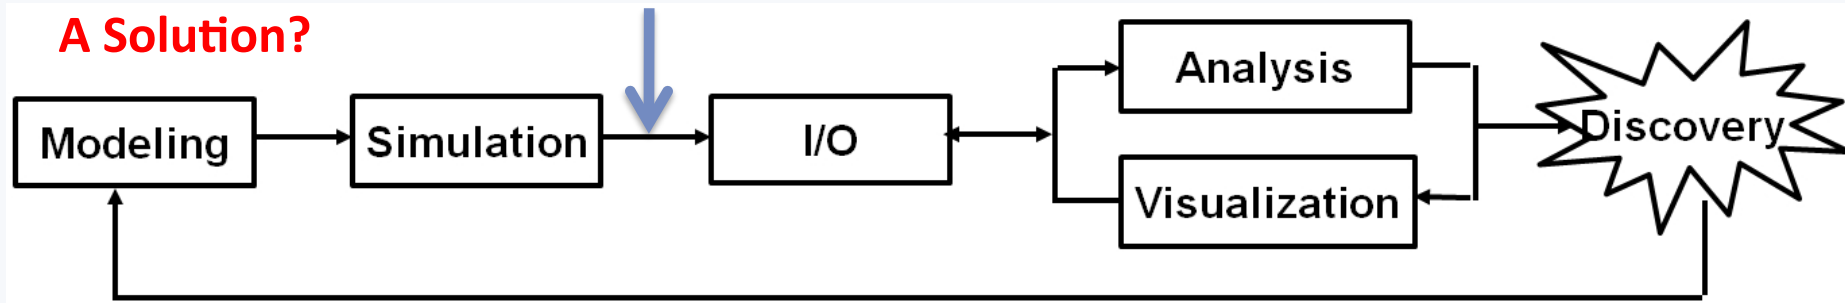 A Solution?
Modeling
Simulation
I/O
Analysis
Visualization
Discovery